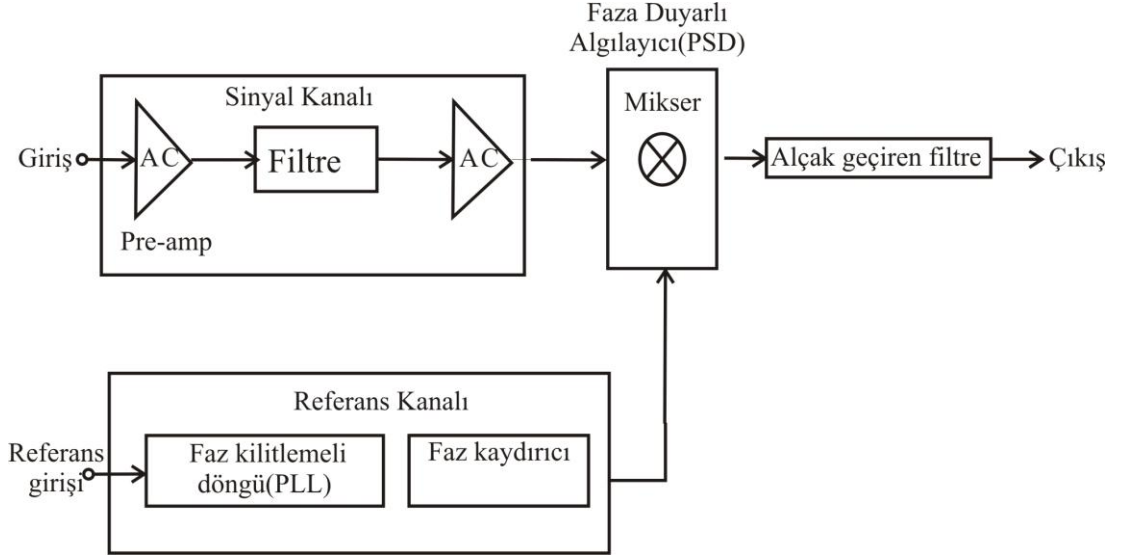 Faza Duyarlı
Algılayıcı(PSD)
Sinyal Kanalı
Mikser
Giriş
AC
Filtre
AC
Alçak geçiren filtre
Çıkış
Pre-amp
Referans Kanalı
Referans
girişi
Faz kilitlemeli
döngü(PLL)
Faz kaydırıcı